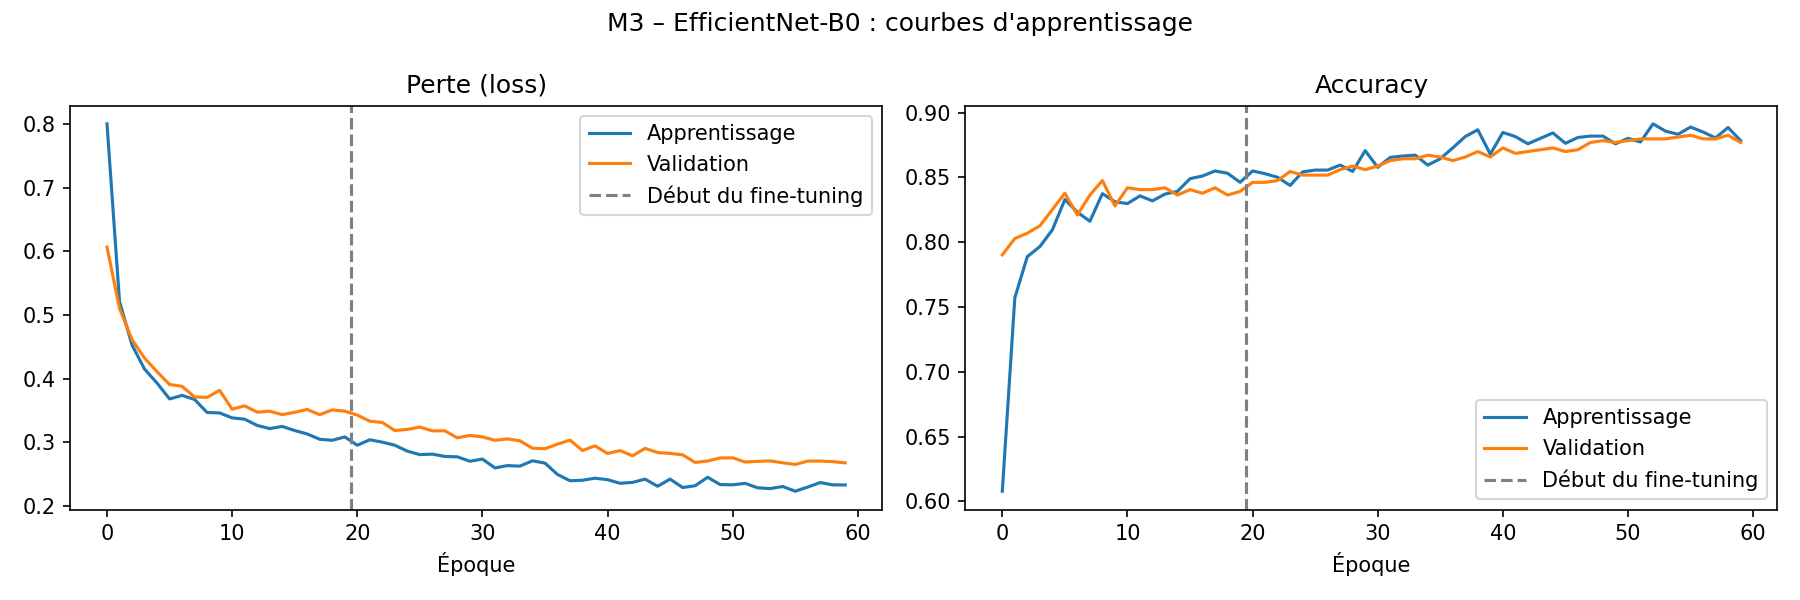 M3 – EfficientNet-B0 : courbes d'apprentissage
Perte (loss)
0.8
0.7
0.6
0.5
0.4
0.3
0.2
0 10 20 30 40 50 60
Époque
Apprentissage
Validation
Début du fine-tuning
Accuracy
0.90
0.85
0.80
0.75
0.70
0.65
0.60
0 10 20 30 40 50 60
Époque
Apprentissage
Validation
Début du fine-tuning